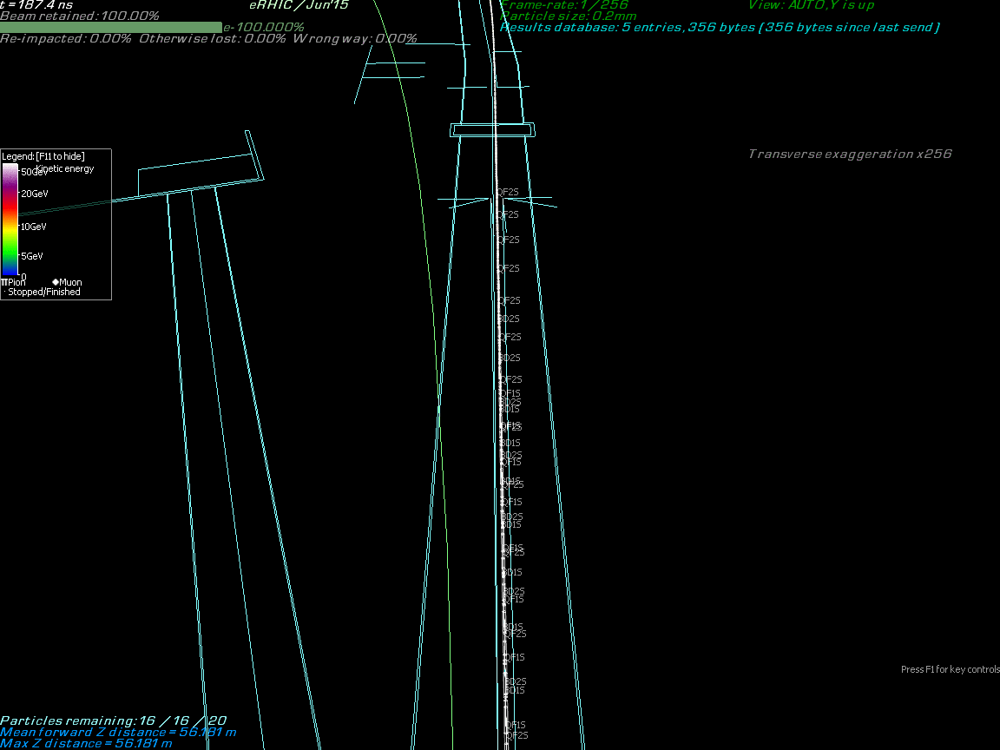 t = 187.4 ns
eRHIC / Jun'15
Frame-rate: 1 / 256
View: AUTO, Y is up
Beam retained: 100.00%
Particle size: 0.2mm
e- 100.000%
Results database: 5 entries, 356 bytes (356 bytes since last send)
Re-impacted: 0.00% Otherwise lost: 0.00% Wrong way: 0.00%
Transverse exaggeration x256
Legend: [F11 to hide]
Kinetic energy
50GeV
20GeV
10GeV
5GeV
0
Pion Muon
Stopped/Finished
QF2S
QF2S
QF2S
QF2S
QF2S
BD2S
QF2S
BD2S
QF2S
QF1S
BD2S
BD1S
QF1S
QF2S
BD1S
BD2S
QF1S
BD1S
QF2S
QF1S
BD2S
BD1S
QF1S
QF2S
BD1S
BD2S
QF1S
BD1S
QF2S
QF1S
BD2S
BD1S
QF1S
QF2S
Press F1 for key controls
Particles remaining: 16 / 16 / 20
Mean forward Z distance = 56.181 m
Max Z distance = 56.181 m